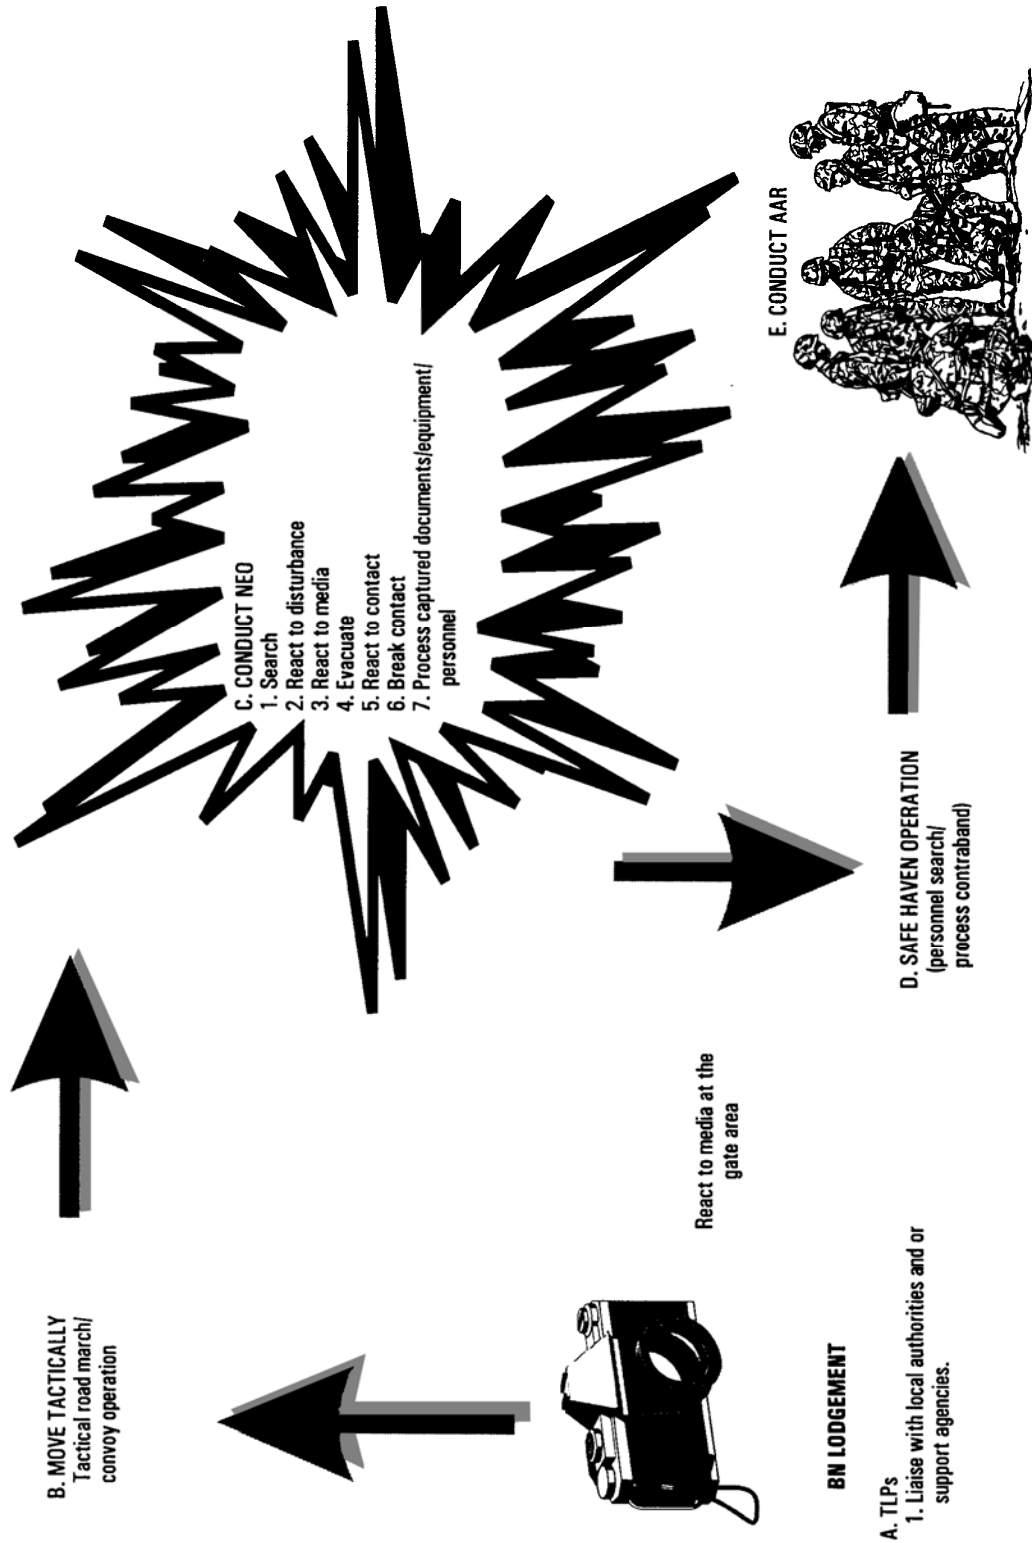 B. MOVE TACTICALLY
Tactical road march/
convoy operation
C. CONDUCT NEO
1. Search
2. React to disturbance
3. React to media
4. Evacuate
5. React to contact
6. Break contact
7. Process captured documents/equipment/
personnel
React to media at the
gate area
BN LODGEMENT
A. TLPs
1. Liaise with local authorities and or
support agencies.
D. SAFE HAVEN OPERATION
(personnel search/
process contraband)
E. CONDUCT AAR